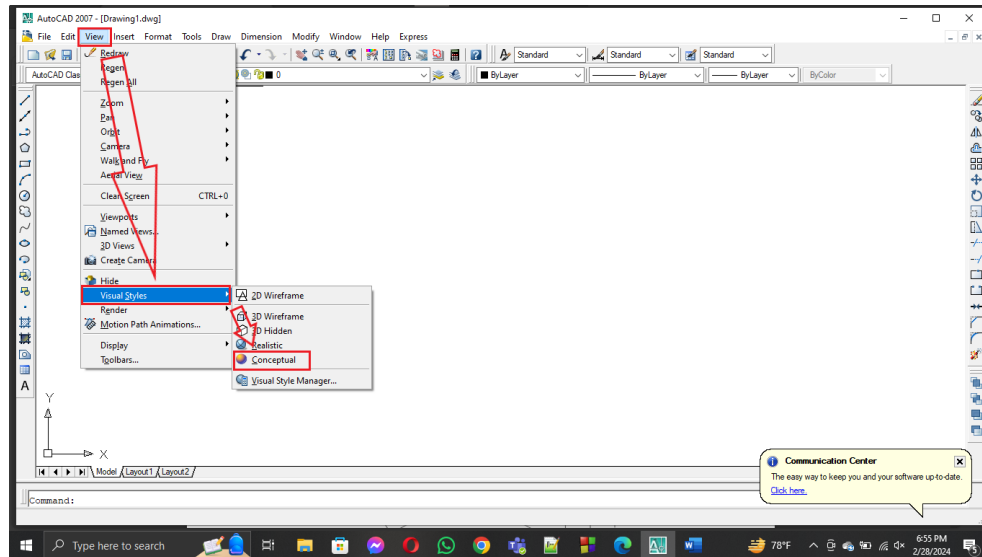 AutoCAD 2007 - [Drawing1.dwg]
File Edit View Insert Format Tools Draw Dimension Modify Window Help Express
Standard Standard Standard
AutoCAD Clas 0 ByLayer ByLayer ByLayer ByColor
Redraw
Regen
Regen All
Zoom
Pan
Orbit
Camera
Walk and Fly
Aerial View
Clean Screen CTRL+0
Viewports
Named Views...
3D Views
Create Camera
Hide
Visual Styles
Render
Motion Path Animations...
Display
Toolbars...
2D Wireframe
3D Wireframe
3D Hidden
Realistic
Conceptual
Visual Style Manager...
A
Y
X
Model Layout1 Layout2
Communication Center
The easy way to keep you and your software up-to-date.
Click here.
Command:
Type here to search
78°F
6:55 PM
2/28/2024